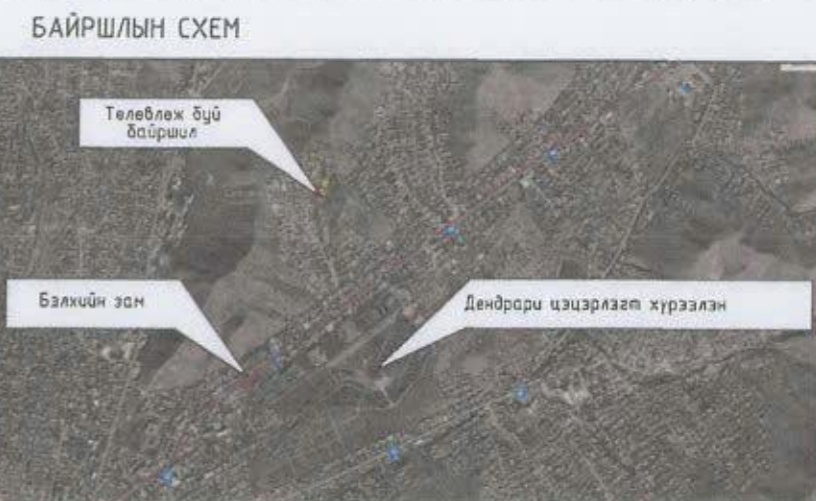 БАЙРШЛЫН СХЕМ
Төлөвлөж буй
байршил
Бэлхийн зам
Дендрари цэцэрлэгт хүрээлэн